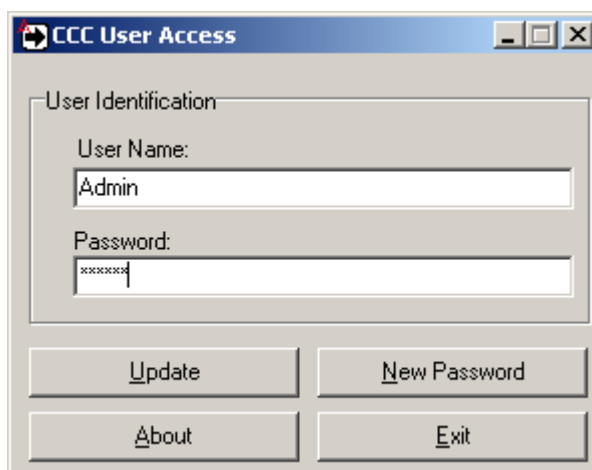 CCC User Access
User Identification
User Name:
Admin
Password:
******
Update New Password
About Exit